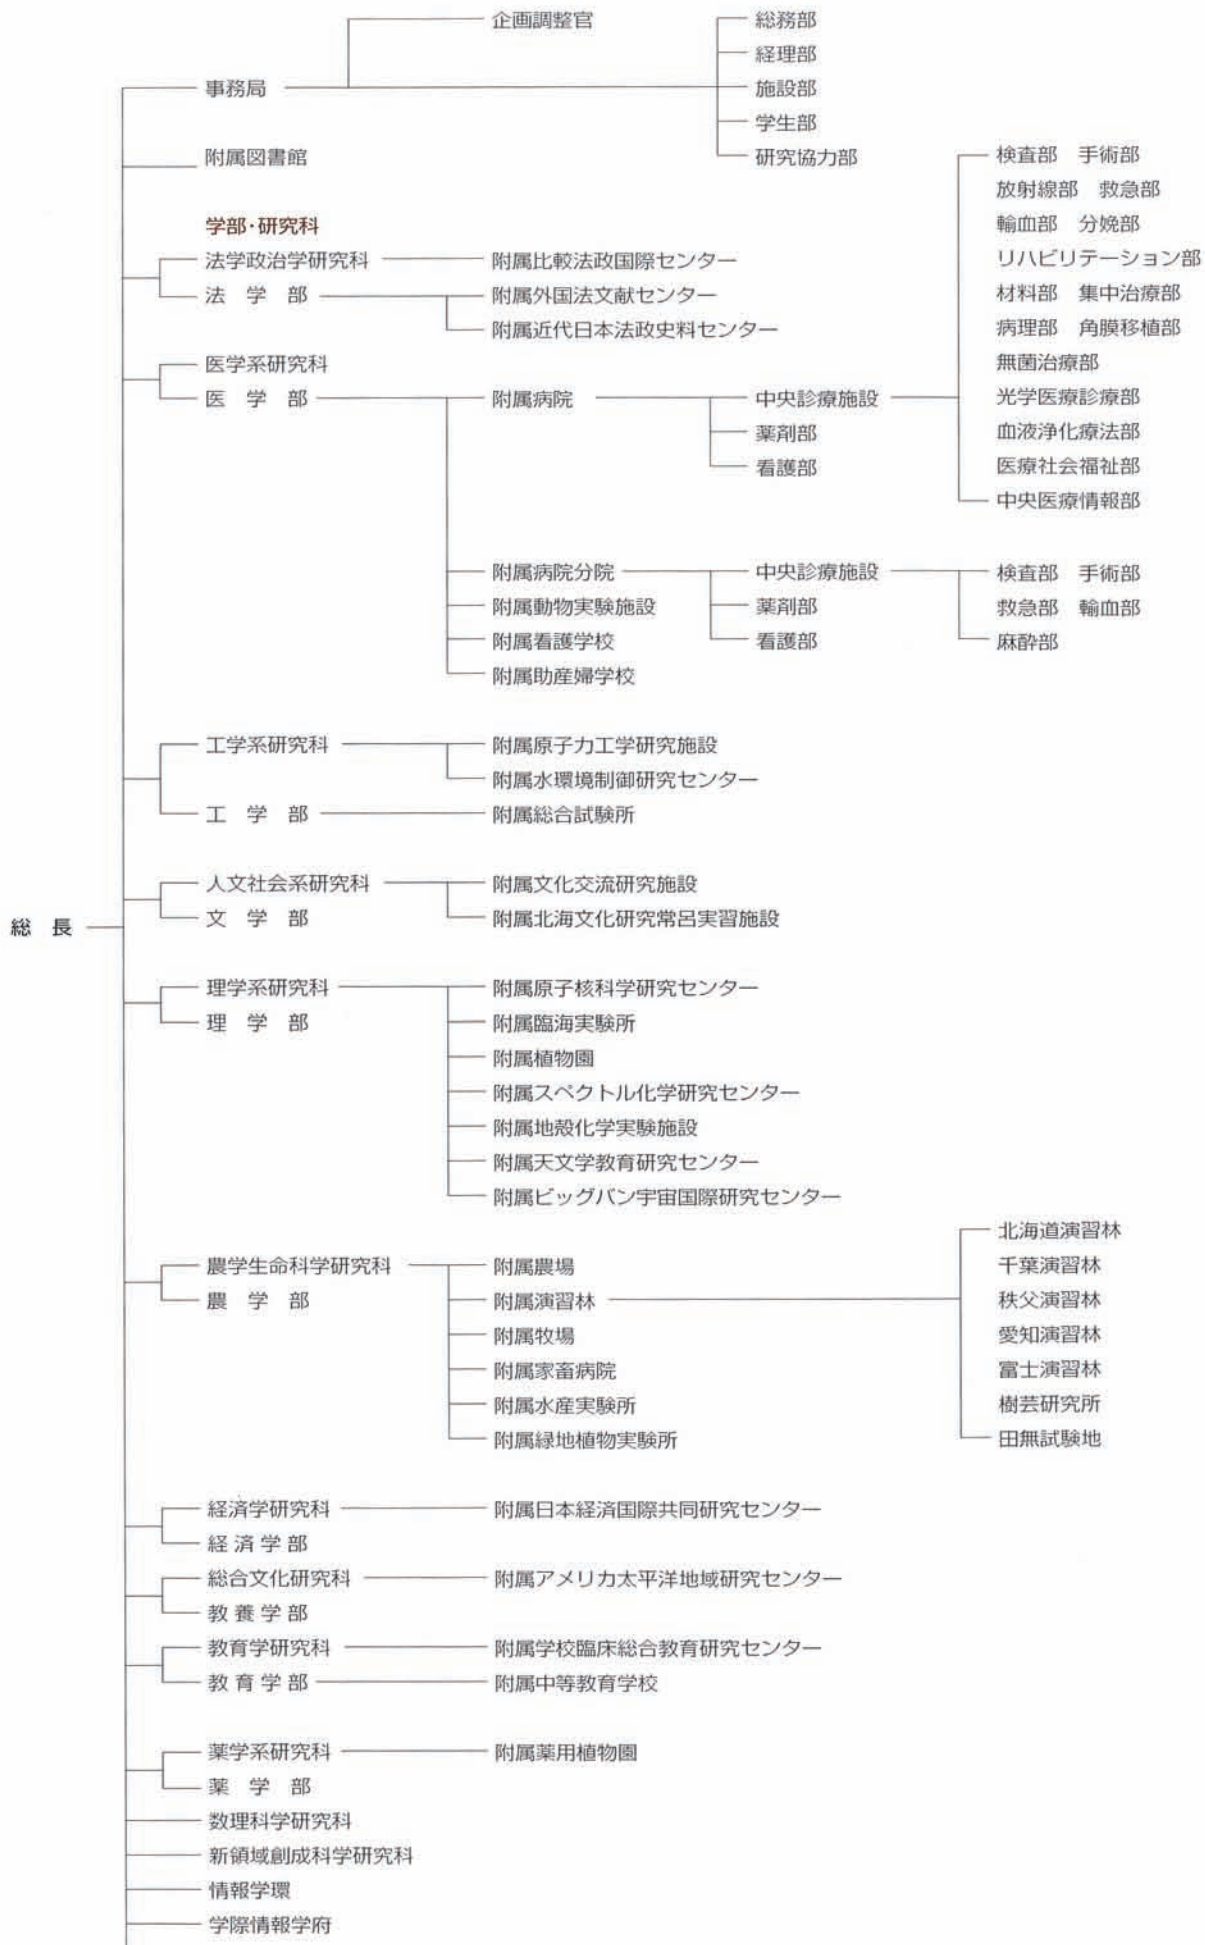 企画調整官 総務部
経理部
事務局 施設部
学生部
附属図書館 研究協力部 検査部 手術部
放射線部 救急部
学部・研究科 輸血部 分娩部
法学政治学研究科 附属比較法政国際センター リハビリテーション部
法学部 附属外国法文献センター 材料部 集中治療部
附属近代日本法政史料センター 病理部 角膜移植部
医学系研究科 無菌治療部
医学部 附属病院 中央診療施設 光学医療診療部
薬剤部 血液浄化療法部
看護部 医療社会福祉部
中央医療情報部
附属病院分院 中央診療施設 検査部 手術部
附属動物実験施設 薬剤部 救急部 輸血部
附属看護学校 看護部 麻酔部
附属助産婦学校
工学系研究科 附属原子力工学研究施設
附属水環境制御研究センター
工学部 附属総合試験所
人文社会系研究科 附属文化交流研究施設
文学部 附属北海文化研究常呂実習施設
総長
理学系研究科 附属原子核科学研究センター
理学部 附属臨海実験所
附属植物園
附属スペクトル化学研究センター
附属地殻化学実験施設
附属天文学教育研究センター
附属ビッグバン宇宙国際研究センター
北海道演習林
農学生命科学研究科 附属農場 千葉演習林
農学部 附属演習林 秩父演習林
附属牧場 愛知演習林
附属家畜病院 富士演習林
附属水産実験所 樹芸研究所
附属緑地植物実験所 田無試験地
経済学研究科 附属日本経済国際共同研究センター
経済学部
総合文化研究科 附属アメリカ太平洋地域研究センター
教養学部
教育学研究科 附属学校臨床総合教育研究センター
教育学部 附属中等教育学校
薬学系研究科 附属薬用植物園
薬学部
数理科学研究科
新領域創成科学研究科
情報学環
学際情報学府